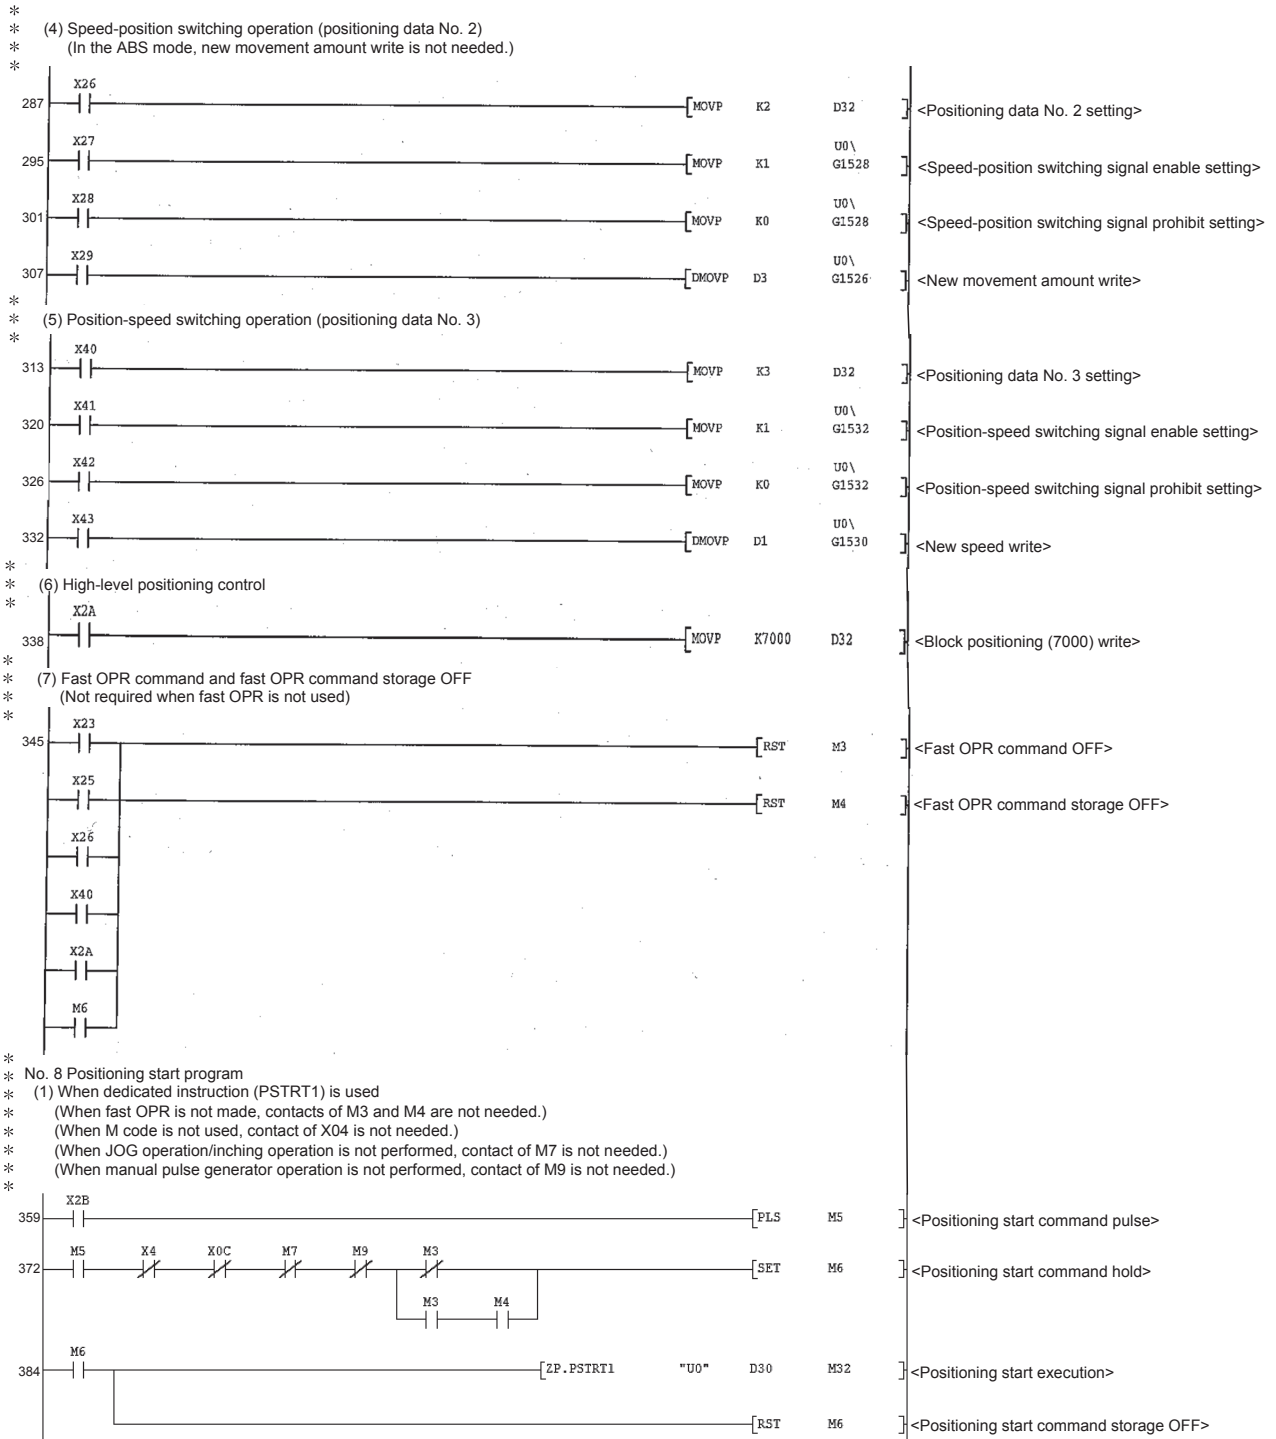 *
* (4) Speed-position switching operation (positioning data No. 2)
* (In the ABS mode, new movement amount write is not needed.)
*
X26
287 MOVP K2 D32 <Positioning data No. 2 setting>
X27 U0\
295 MOVP K1 G1528 <Speed-position switching signal enable setting>
X28 U0\
301 MOVP K0 G1528 <Speed-position switching signal prohibit setting>
X29 U0\
307 DMOVP D3 G1526 <New movement amount write>
*
* (5) Position-speed switching operation (positioning data No. 3)
*
X40
313 MOVP K3 D32 <Positioning data No. 3 setting>
X41 U0\
320 MOVP K1 G1532 <Position-speed switching signal enable setting>
X42 U0\
326 MOVP K0 G1532 <Position-speed switching signal prohibit setting>
X43 U0\
332 DMOVP D1 G1530 <New speed write>
*
* (6) High-level positioning control
*
X2A
338 MOVP K7000 D32 <Block positioning (7000) write>
*
* (7) Fast OPR command and fast OPR command storage OFF
* (Not required when fast OPR is not used)
*
X23
345 RST M3 <Fast OPR command OFF>
X25
RST M4 <Fast OPR command storage OFF>
X26
X40
X2A
M6
*
* No. 8 Positioning start program
* (1) When dedicated instruction (PSTRT1) is used
* (When fast OPR is not made, contacts of M3 and M4 are not needed.)
* (When M code is not used, contact of X04 is not needed.)
* (When JOG operation/inching operation is not performed, contact of M7 is not needed.)
* (When manual pulse generator operation is not performed, contact of M9 is not needed.)
*
X2B
359 PLS M5 <Positioning start command pulse>
M5 X4 X0C M7 M9 M3
372 SET M6 <Positioning start command hold>
M3 M4
M6
384 ZP.PSTRT1 "U0" D30 M32 <Positioning start execution>
RST M6 <Positioning start command storage OFF>